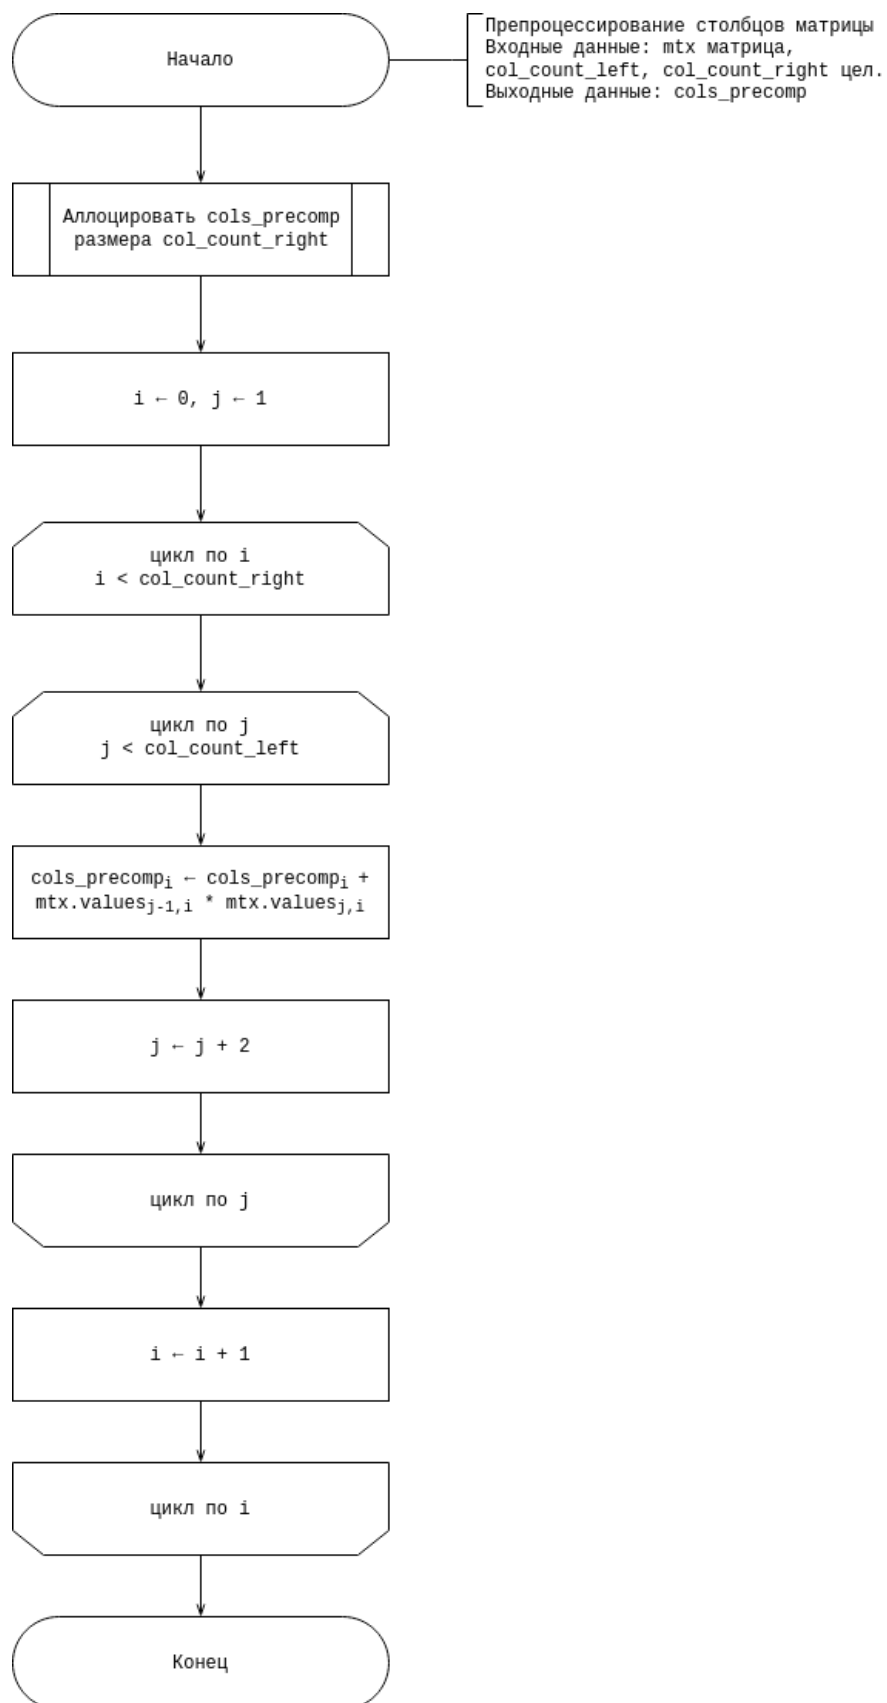 Начало
Препроцессирование столбцов матрицы
Входные данные: mtx матрица,
col_count_left, col_count_right цел.
Выходные данные: cols_precomp
Аллоцировать cols_precomp
размера col_count_right
i ← 0, j ← 1
цикл по i
i < col_count_right
цикл по j
j < col_count_left
cols_precompᵢ ← cols_precompᵢ +
mtx.values_{j-1,i} * mtx.values_{j,i}
j ← j + 2
цикл по j
i ← i + 1
цикл по i
Конец